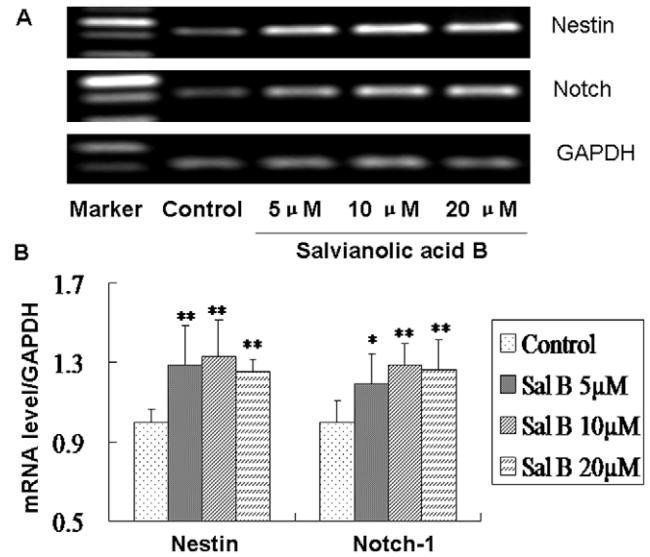 A
Nestin
Notch
GAPDH
Marker Control 5 μM 10 μM 20 μM
Salvianolic acid B
B
mRNA level/GAPDH
1.7
1.3
0.9
0.5
** ** **
* ** **
Nestin Notch-1
Control
Sal B 5μM
Sal B 10μM
Sal B 20μM